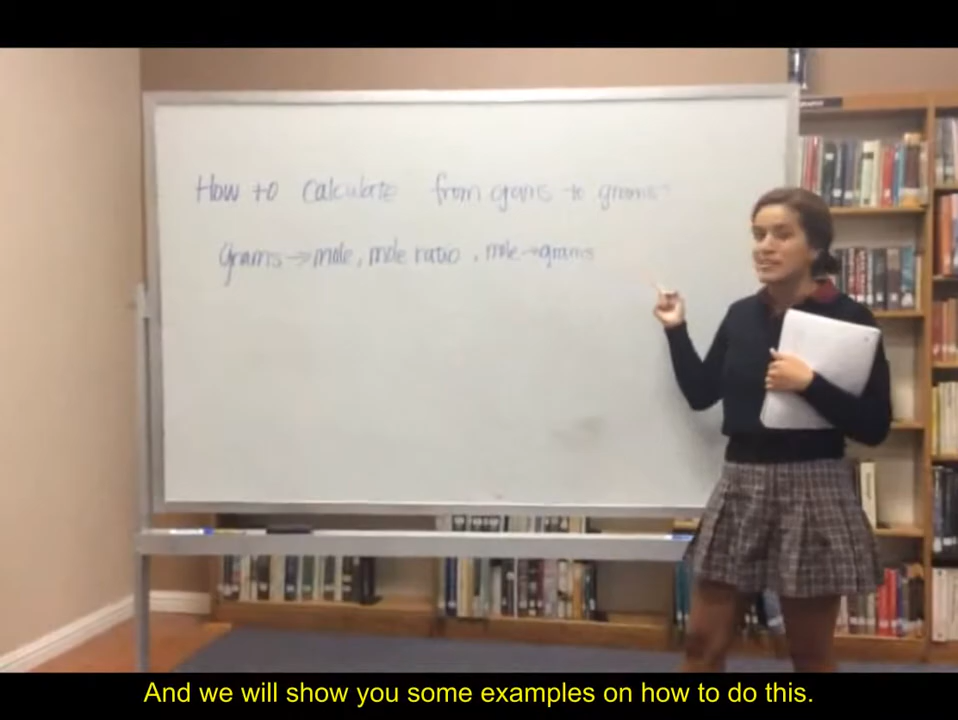 How to calculate from grams to grams
grams → mole, mole ratio, mole → grams
And we will show you some examples on how to do this.